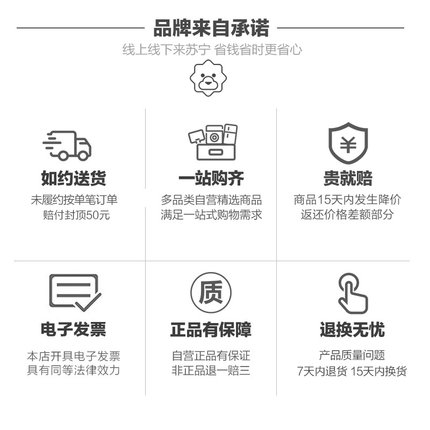 品牌来自承诺
线上线下来苏宁 省钱省时更省心
如约送货
未履约按单笔订单
赔付封顶50元
一站购齐
多品类自营精选商品
满足一站式购物需求
¥
贵就赔
商品15天内发生降价
返还价格差额部分
电子发票
本店开具电子发票
具有同等法律效力
质
正品有保障
自营正品有保证
非正品退一赔三
退换无忧
产品质量问题
7天内退货 15天内换货